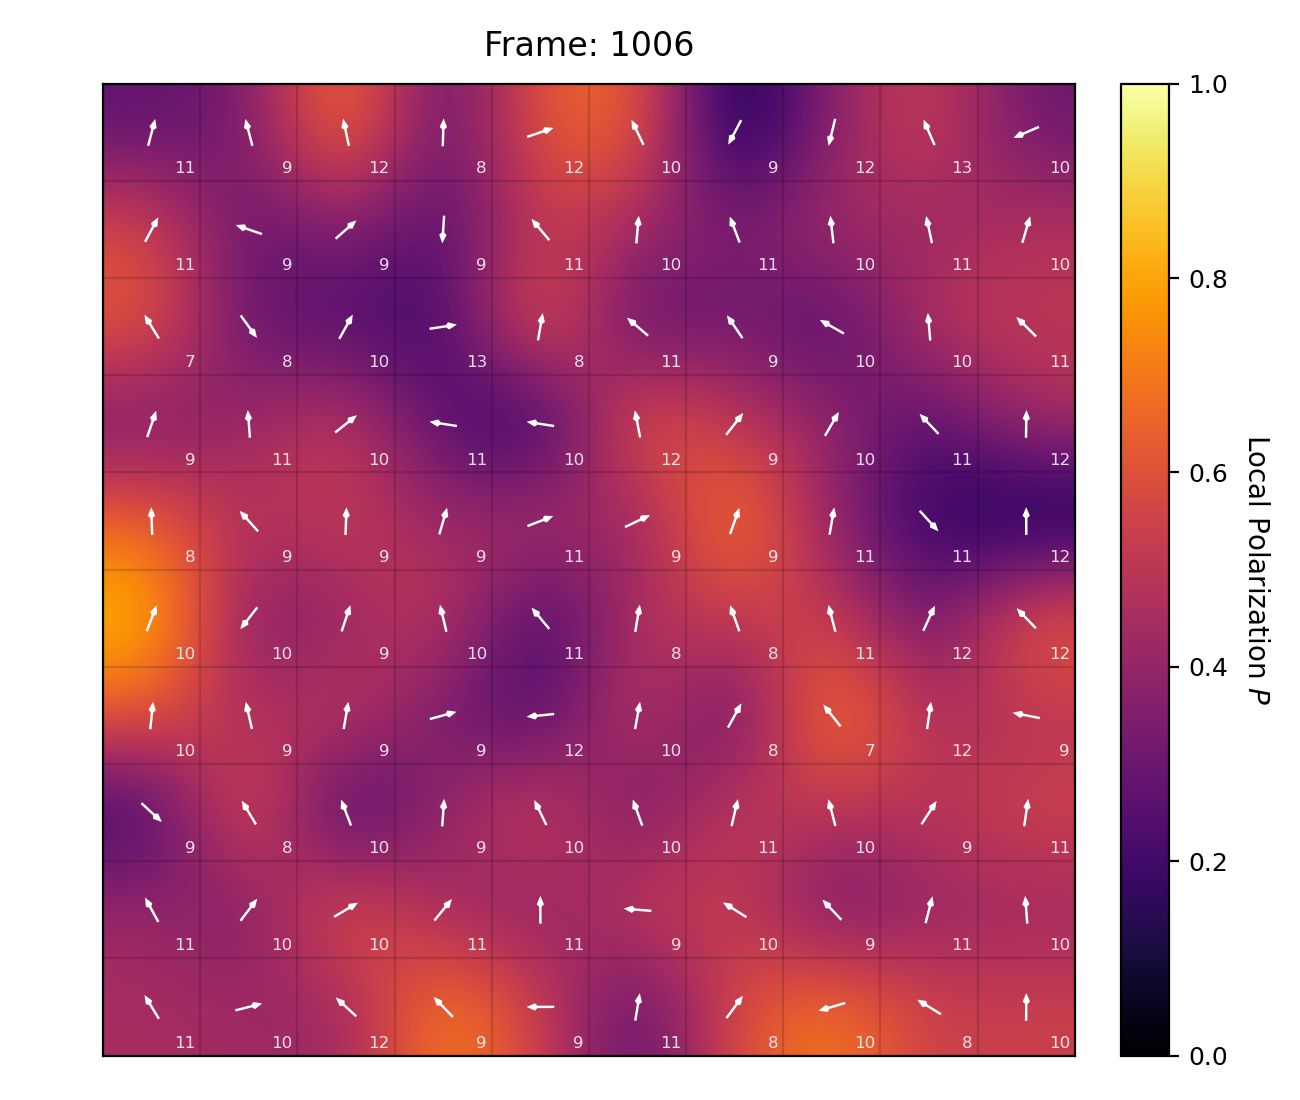 Frame: 1006
11 9 12 8 12 10 9 12 13 10
11 9 9 9 11 10 11 10 11 10
7 8 10 13 8 11 9 10 10 11
9 11 10 11 10 12 9 10 11 12
8 9 9 9 11 9 9 11 11 12
10 10 9 10 11 8 8 11 12 12
10 9 9 9 12 10 8 7 12 9
9 8 10 9 10 10 11 10 9 11
11 10 10 11 11 9 10 9 11 10
11 10 12 9 9 11 8 10 8 10
1.0
0.8
0.6
0.4
0.2
0.0
Local Polarization P